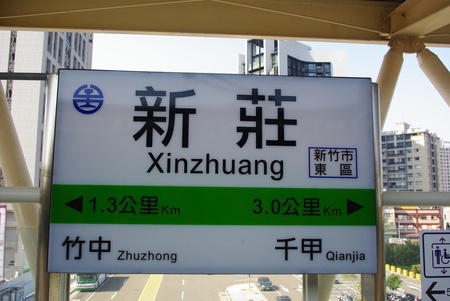 新莊
Xinzhuang
新竹市
東區
◀1.3公里Km 3.0公里Km▶
竹中 Zhuzhong 千甲 Qianjia